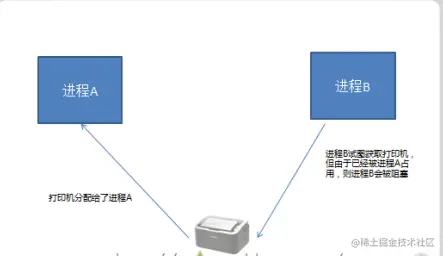 进程A
进程B
进程B试图获取打印机，
但由于已经被进程A占
用，则进程B会被阻塞
打印机分配给了进程A
@稀土掘金技术社区